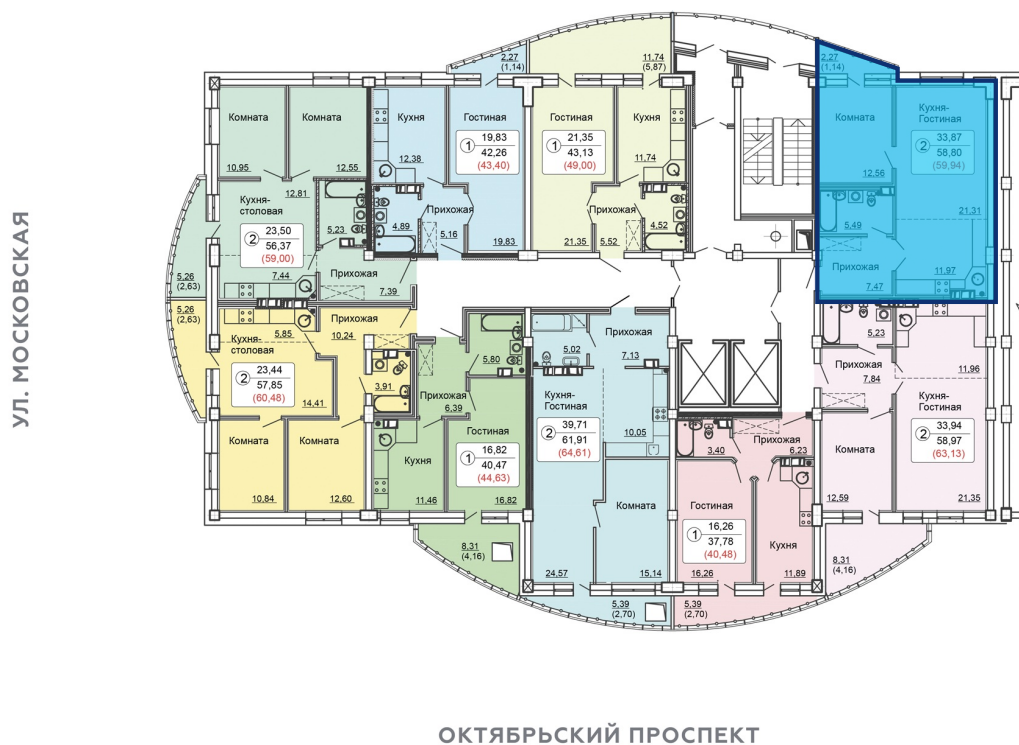 УЛ. МОСКОВСКАЯ
Комната
10.95
Комната
12.55
12.81
Кухня-
столовая
2
23,50
56,37
(59,00)
7.44
5.23
Прихожая
7.39
5.26
(2,63)
Кухня
12.38
4.89
Прихожая
5.16
Гостиная
1
19,83
42,26
(43,40)
19.83
2.27
(1,14)
Гостиная
1
21,35
43,13
(49,00)
21.35
Кухня
11.74
11.74
(5,87)
Прихожая
5.52
4.52
2.27
(1,14)
Комната
12.56
Кухня-
Гостиная
2
33,87
58,80
(59,94)
21.31
5.49
Прихожая
7.47
11.97
5.26
(2,63)
5.85
Кухня-
столовая
2
23,44
57,85
(60,48)
14.41
Прихожая
10.24
3.91
Комната
10.84
Комната
12.60
5.80
Прихожая
6.39
Кухня
11.46
Гостиная
1
16,82
40,47
(44,63)
16.82
8.31
(4,16)
5.02
Прихожая
7.13
Кухня-
Гостиная
2
39,71
61,91
(64,61)
10.05
24.57
Комната
15.14
5.39
(2,70)
3.40
Прихожая
6.23
Гостиная
1
16,26
37,78
(40,48)
16.26
Кухня
11.89
5.39
(2,70)
5.23
Прихожая
7.84
11.96
Кухня-
Гостиная
2
33,94
58,97
(63,13)
21.35
Комната
12.59
8.31
(4,16)
ОКТЯБРЬСКИЙ ПРОСПЕКТ